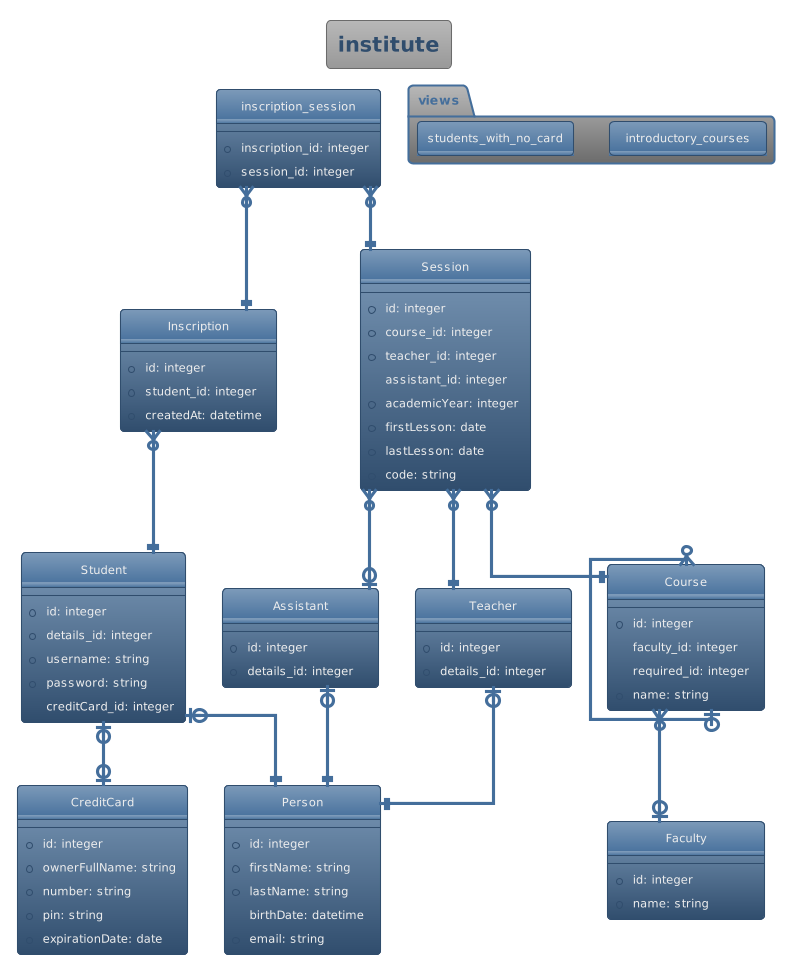 institute
inscription_session
inscription_id: integer
session_id: integer
views
students_with_no_card
introductory_courses
Session
id: integer
course_id: integer
teacher_id: integer
assistant_id: integer
academicYear: integer
firstLesson: date
lastLesson: date
code: string
Inscription
id: integer
student_id: integer
createdAt: datetime
Student
id: integer
details_id: integer
username: string
password: string
creditCard_id: integer
Assistant
id: integer
details_id: integer
Teacher
id: integer
details_id: integer
Course
id: integer
faculty_id: integer
required_id: integer
name: string
CreditCard
id: integer
ownerFullName: string
number: string
pin: string
expirationDate: date
Person
id: integer
firstName: string
lastName: string
birthDate: datetime
email: string
Faculty
id: integer
name: string